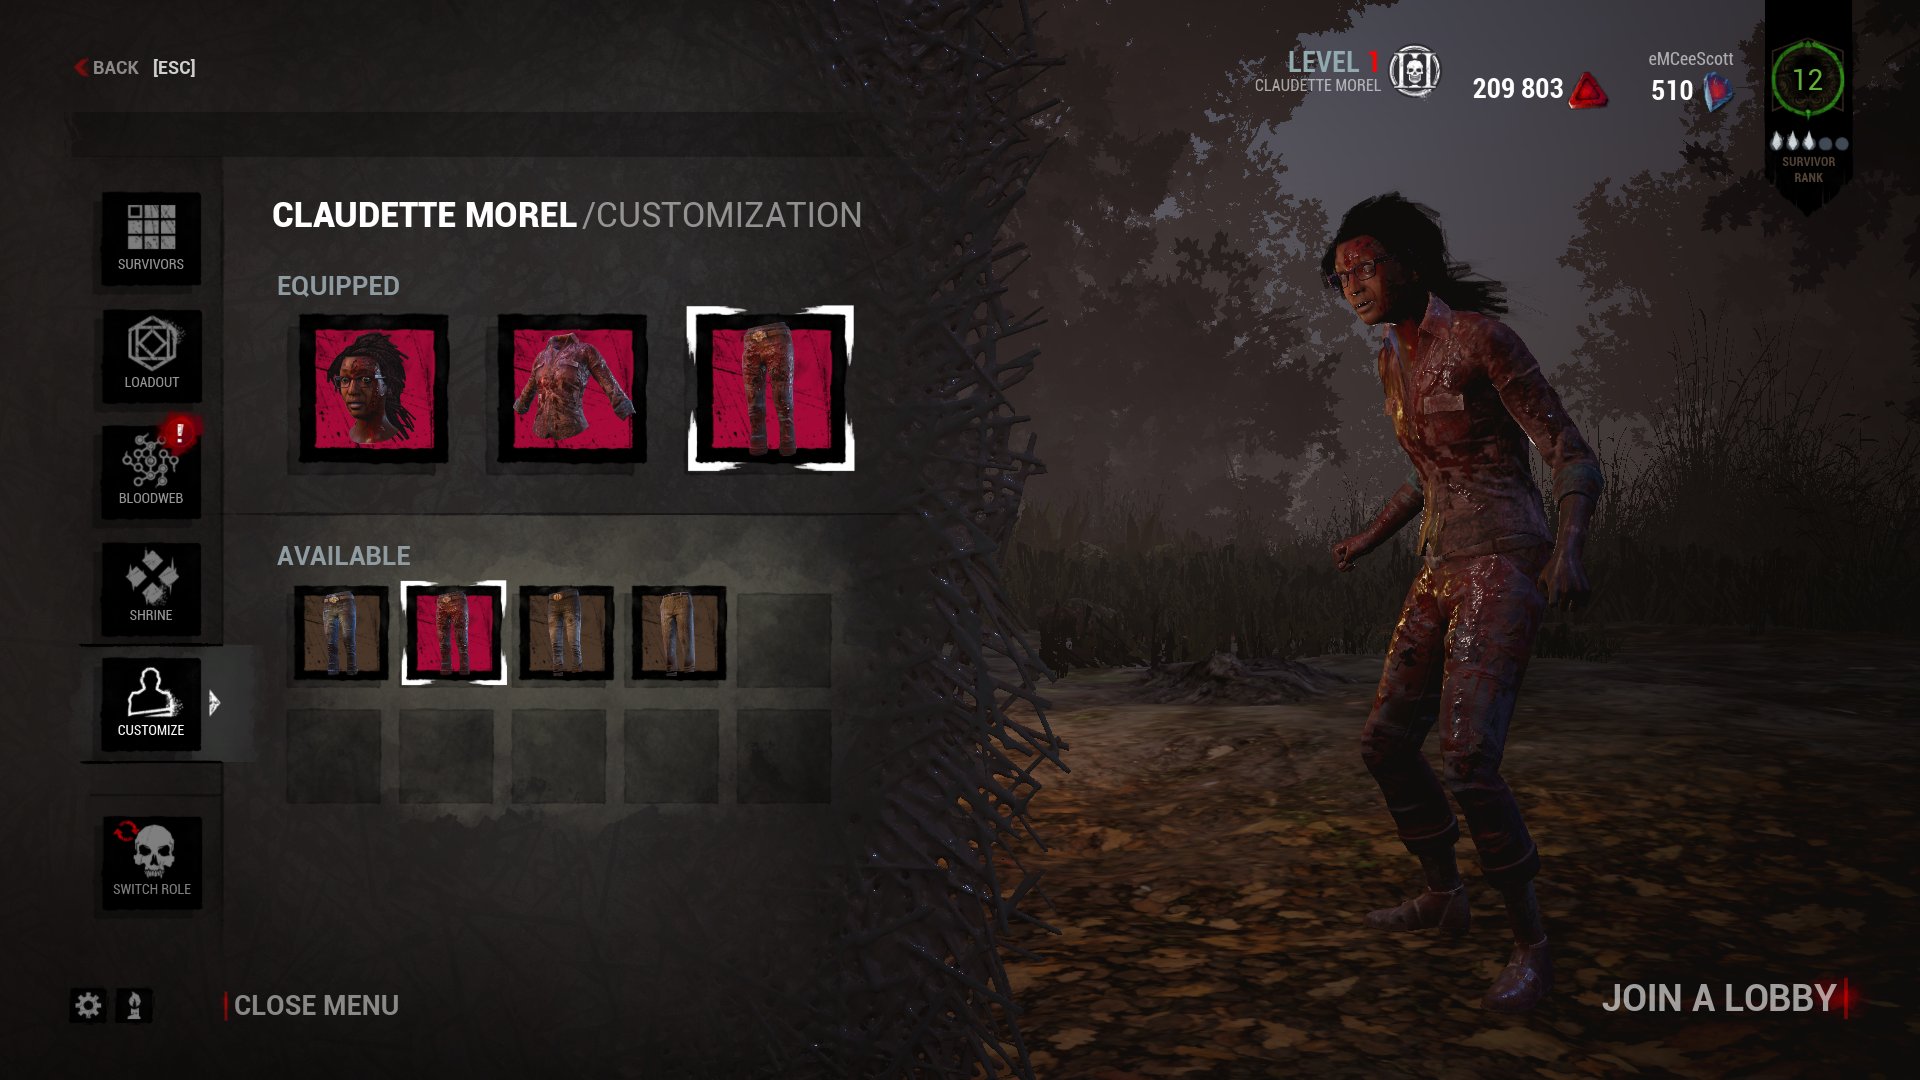 BACK [ESC]
LEVEL 1
CLAUDETTE MOREL
III
209 803
eMCeeScott
510
12
SURVIVOR
RANK
CLAUDETTE MOREL/CUSTOMIZATION
EQUIPPED
SURVIVORS
LOADOUT
!
BLOODWEB
SHRINE
CUSTOMIZE
SWITCH ROLE
AVAILABLE
CLOSE MENU
JOIN A LOBBY